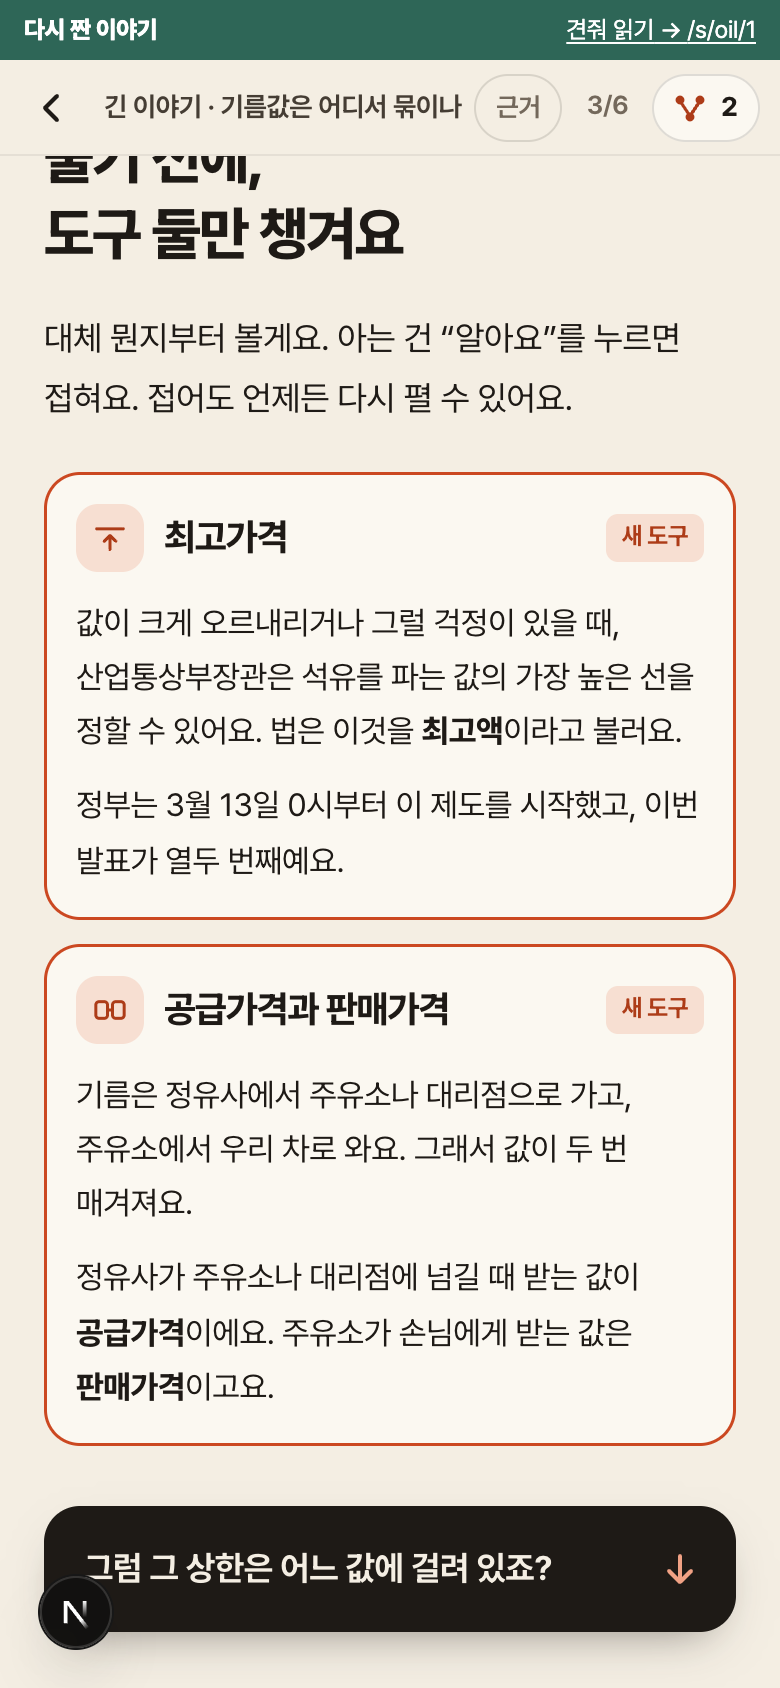 다시 짠 이야기
견줘 읽기 → /s/oil/1
긴 이야기 · 기름값은 어디서 묶이나
근거
3/6
2
전에,
도구 둘만 챙겨요
대체 뭔지부터 볼게요. 아는 건 “알아요”를 누르면
접혀요. 접어도 언제든 다시 펼 수 있어요.
최고가격
새 도구
값이 크게 오르내리거나 그럴 걱정이 있을 때,
산업통상부장관은 석유를 파는 값의 가장 높은 선을
정할 수 있어요. 법은 이것을 최고액이라고 불러요.
정부는 3월 13일 0시부터 이 제도를 시작했고, 이번
발표가 열두 번째예요.
공급가격과 판매가격
새 도구
기름은 정유사에서 주유소나 대리점으로 가고,
주유소에서 우리 차로 와요. 그래서 값이 두 번
매겨져요.
정유사가 주유소나 대리점에 넘길 때 받는 값이
공급가격이에요. 주유소가 손님에게 받는 값은
판매가격이고요.
그럼 그 상한은 어느 값에 걸려 있죠?
N